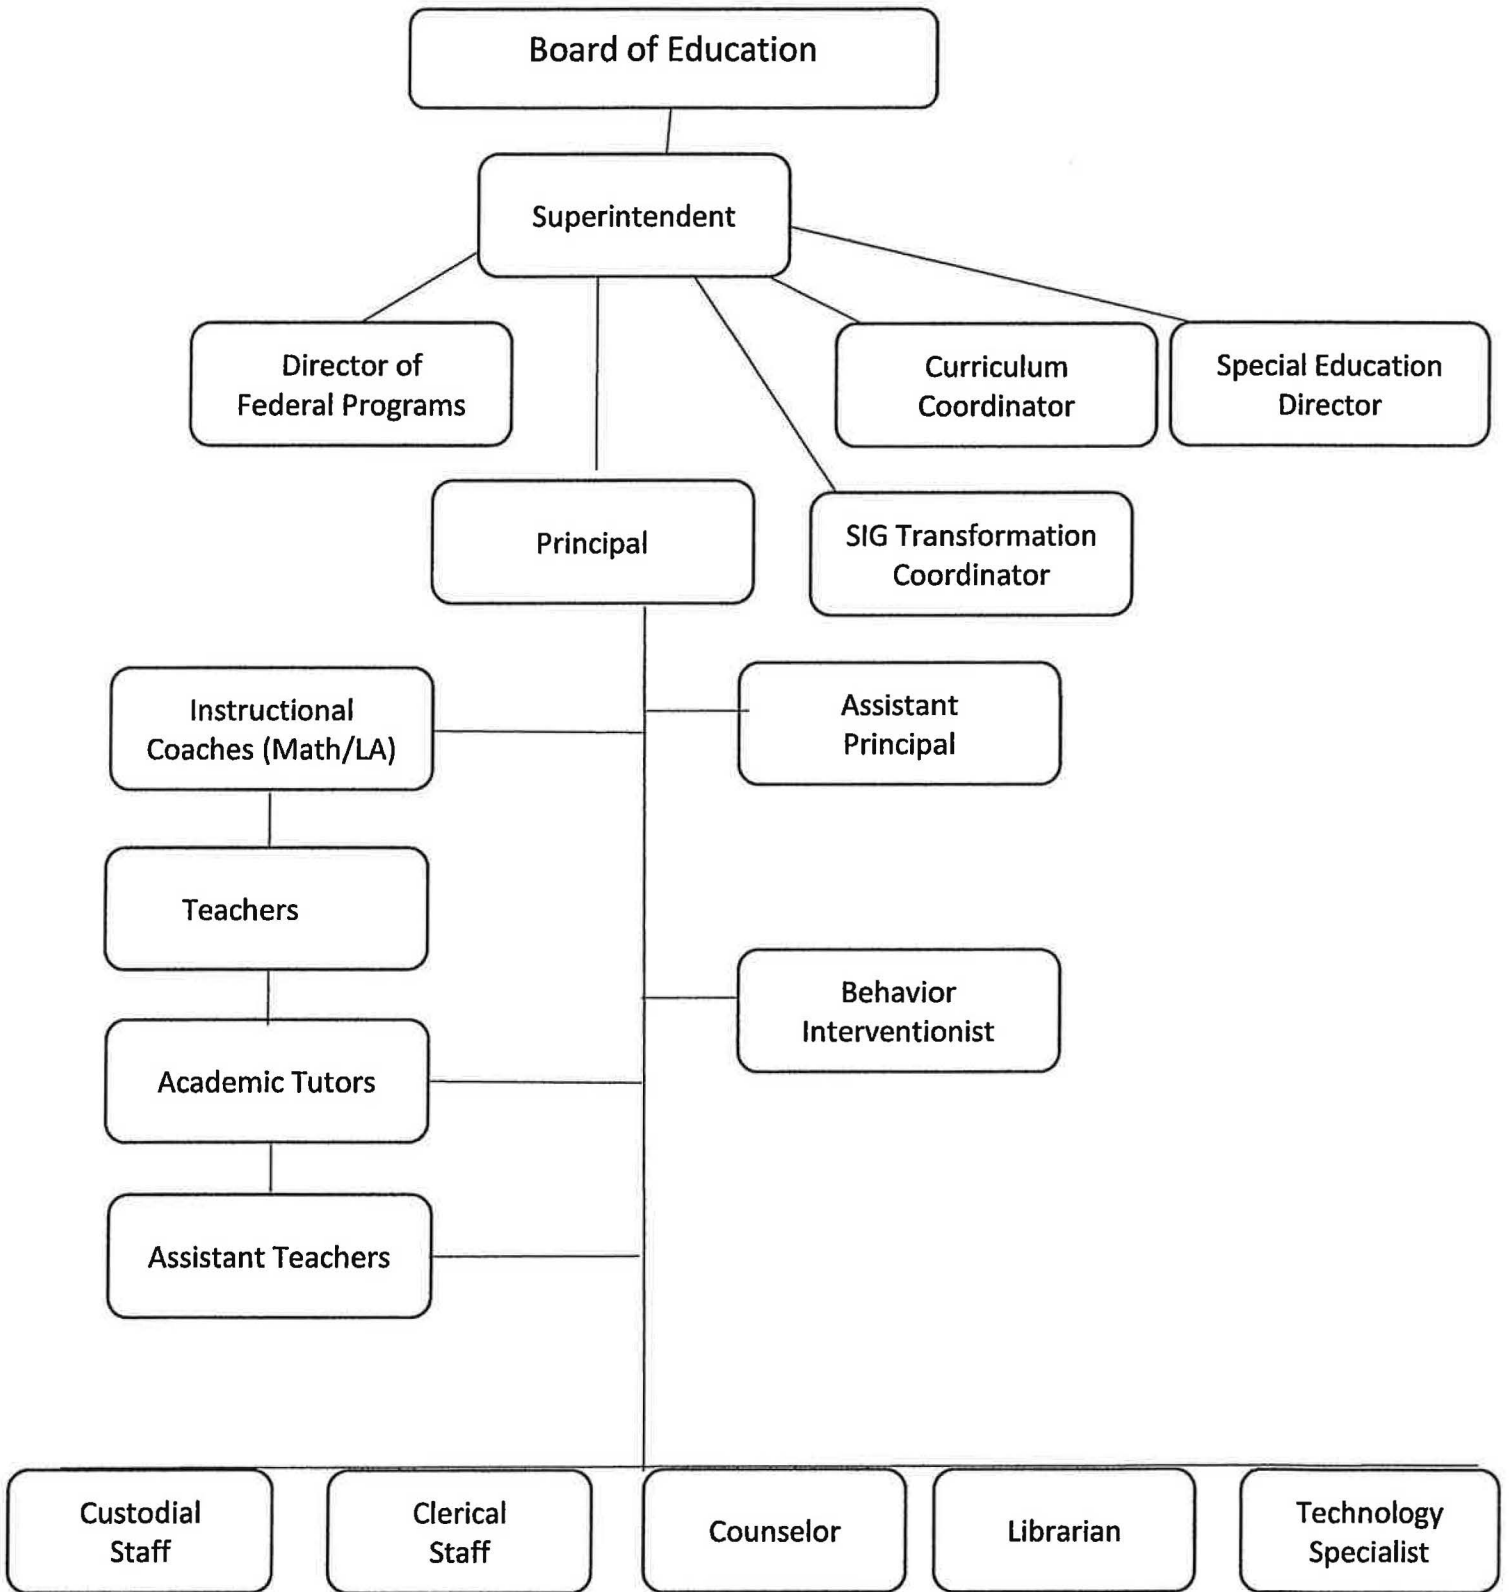 Board of Education
Superintendent
Director of
Federal Programs
Curriculum
Coordinator
Special Education
Director
Principal
SIG Transformation
Coordinator
Instructional
Coaches (Math/LA)
Assistant
Principal
Teachers
Behavior
Interventionist
Academic Tutors
Assistant Teachers
Custodial
Staff
Clerical
Staff
Counselor
Librarian
Technology
Specialist